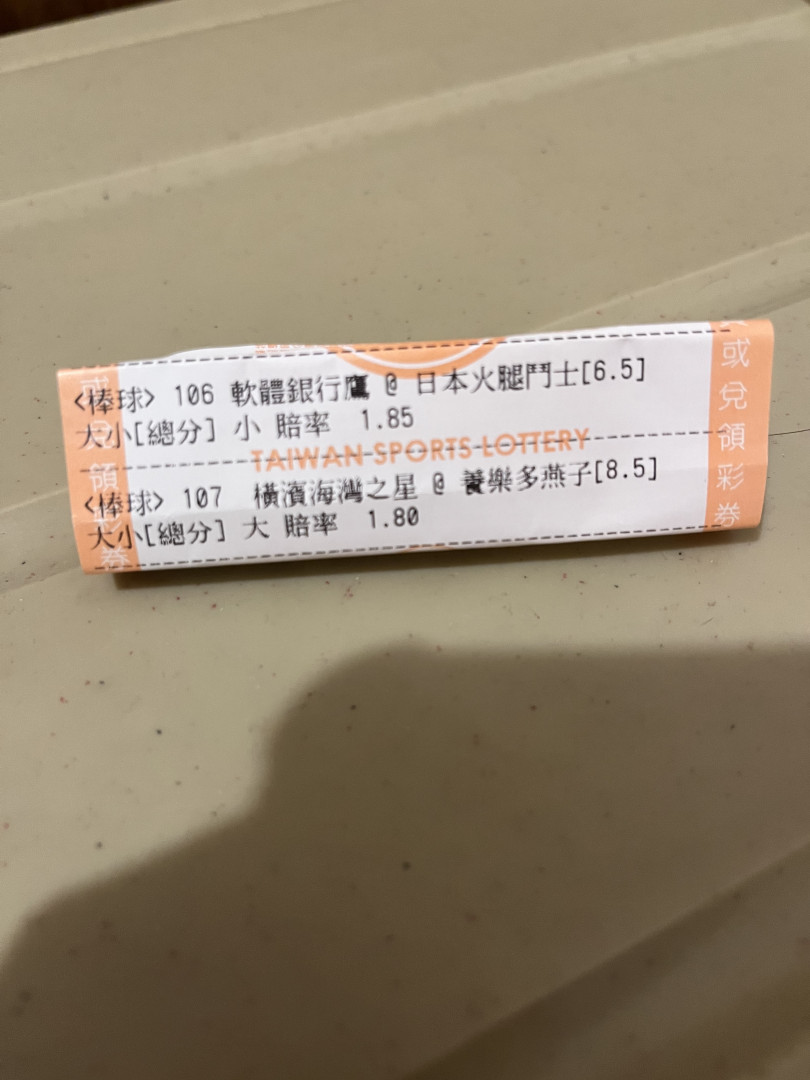 <棒球> 106 軟體銀行鷹 @ 日本火腿鬥士[6.5]
大小[總分] 小 賠率 1.85
TAIWAN SPORTS LOTTERY
<棒球> 107 橫濱海灣之星 @ 養樂多燕子[8.5]
大小[總分] 大 賠率 1.80
或兌領彩券
領
券